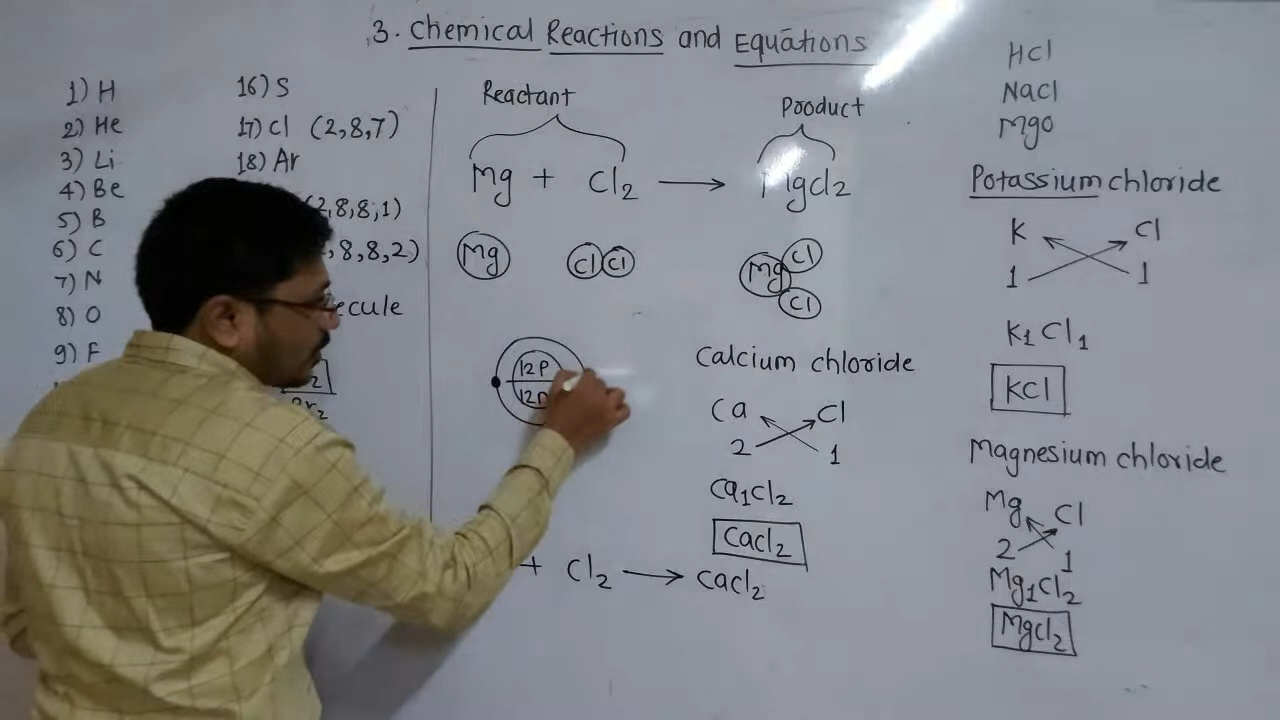 3. Chemical Reactions and Equations
1) H
2) He
3) Li
4) Be
5) B
6) C
7) N
8) O
9) F
16) S
17) Cl (2,8,7)
18) Ar
2,8,8,1)
8,8,2)
ecule
Reactant
Product
Mg + Cl₂ ⟶ MgCl₂
Mg
Cl Cl
Mg Cl
Cl
12P
12n
Calcium chloride
Ca Cl
2 1
Ca₁Cl₂
CaCl₂
+ Cl₂ ⟶ CaCl₂
HCl
NaCl
MgO
Potassium chloride
K Cl
1 1
K₁Cl₁
KCl
Magnesium chloride
Mg Cl
2 1
Mg₁Cl₂
MgCl₂